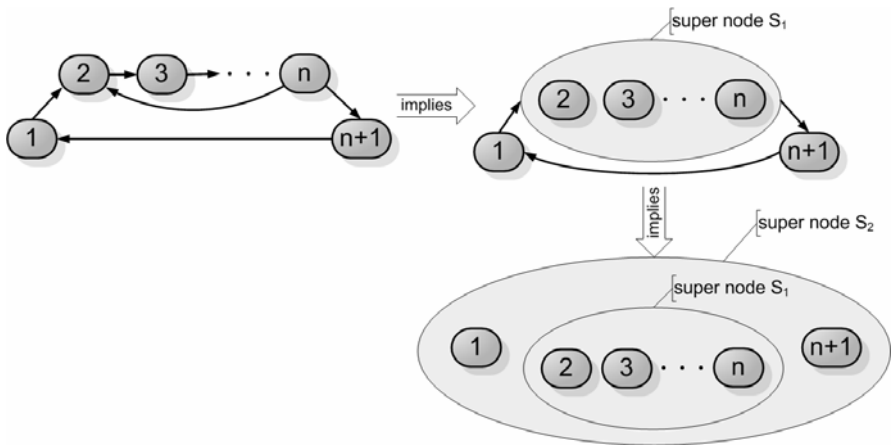 2 3 · · · n
1 n+1
implies
super node S₁
2 3 · · · n
1 n+1
implies
super node S₂
super node S₁
1 2 3 · · · n n+1